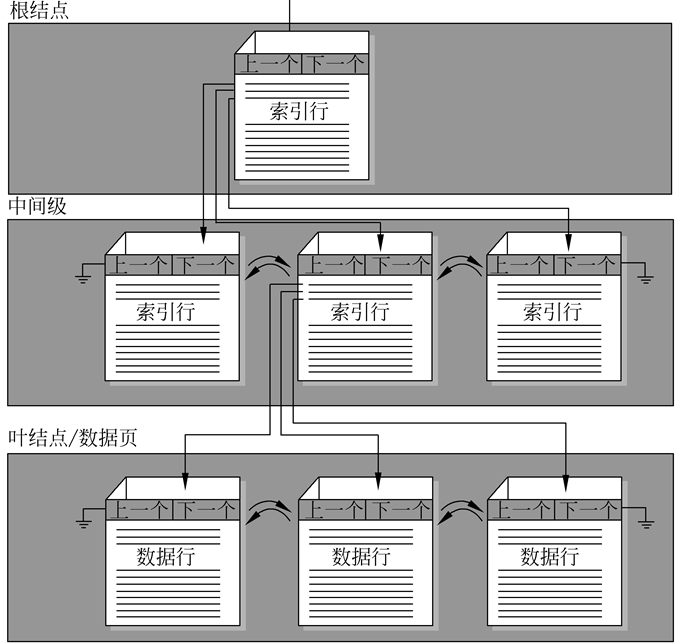 根结点
上一个 下一个
索引行
中间级
上一个 下一个 上一个 下一个 上一个 下一个
索引行 索引行 索引行
叶结点/数据页
上一个 下一个 上一个 下一个 上一个 下一个
数据行 数据行 数据行